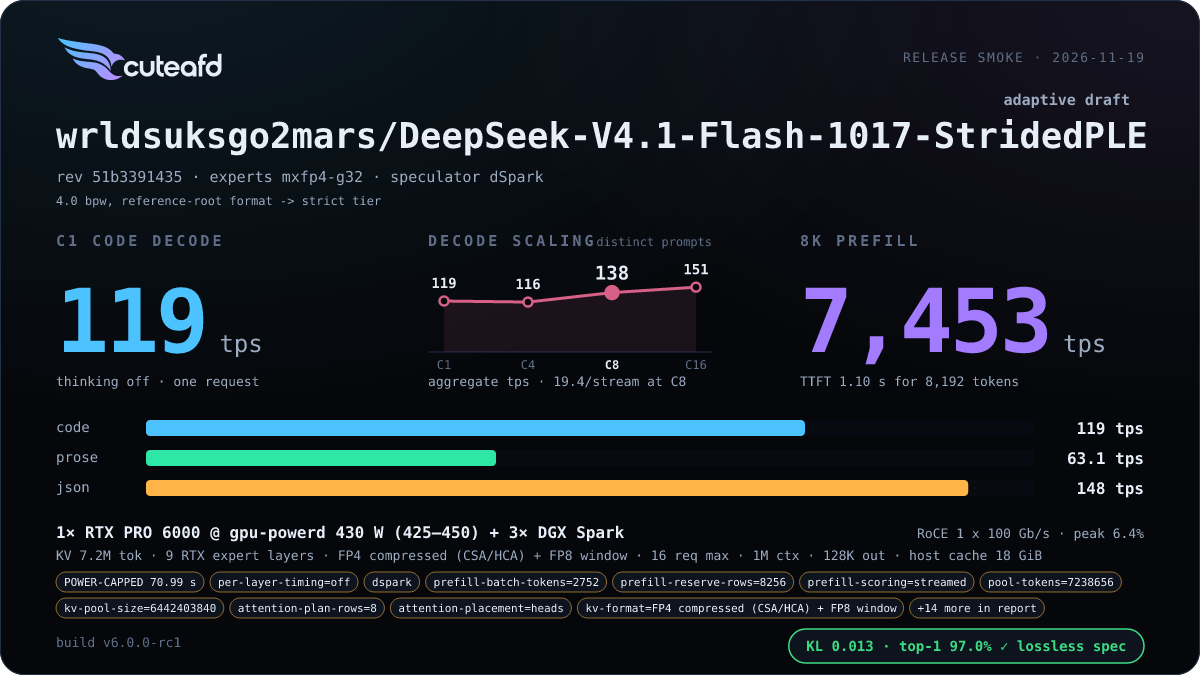 cuteafd
RELEASE SMOKE · 2026-11-19
adaptive draft
wrldsuksgo2mars/DeepSeek-V4.1-Flash-1017-StridedPLE
rev 51b3391435 · experts mxfp4-g32 · speculator dSpark
4.0 bpw, reference-root format -> strict tier
C1 CODE DECODE
119 tps
thinking off · one request
DECODE SCALING distinct prompts
119 116 138 151
C1 C4 C8 C16
aggregate tps · 19.4/stream at C8
8K PREFILL
7,453 tps
TTFT 1.10 s for 8,192 tokens
code 119 tps
prose 63.1 tps
json 148 tps
1× RTX PRO 6000 @ gpu-powerd 430 W (425–450) + 3× DGX Spark
RoCE 1 x 100 Gb/s · peak 6.4%
KV 7.2M tok · 9 RTX expert layers · FP4 compressed (CSA/HCA) + FP8 window · 16 req max · 1M ctx · 128K out · host cache 18 GiB
POWER-CAPPED 70.99 s per-layer-timing=off dspark prefill-batch-tokens=2752 prefill-reserve-rows=8256 prefill-scoring=streamed pool-tokens=7238656
kv-pool-size=6442403840 attention-plan-rows=8 attention-placement=heads kv-format=FP4 compressed (CSA/HCA) + FP8 window +14 more in report
build v6.0.0-rc1
KL 0.013 · top-1 97.0% ✓ lossless spec